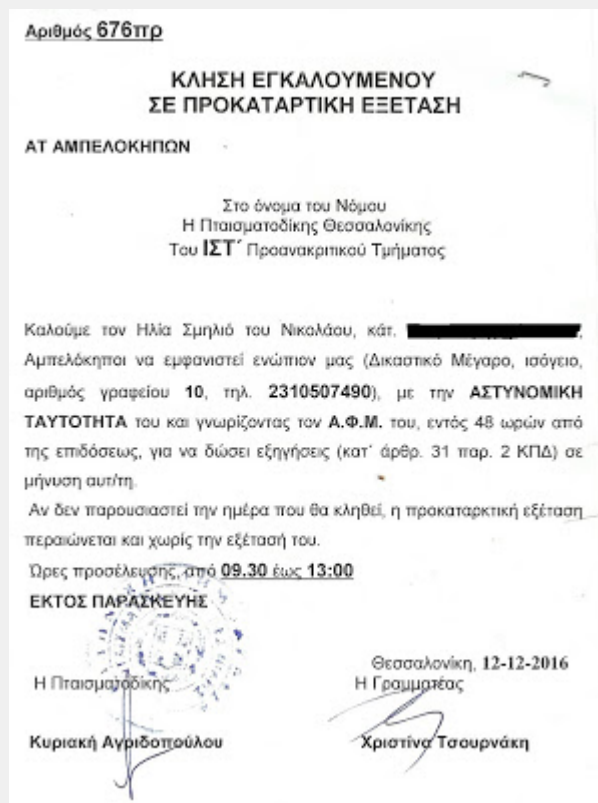 Αριθμός 676πρ
ΚΛΗΣΗ ΕΓΚΑΛΟΥΜΕΝΟΥ
ΣΕ ΠΡΟΚΑΤΑΡΤΙΚΗ ΕΞΕΤΑΣΗ
ΑΤ ΑΜΠΕΛΟΚΗΠΩΝ
Στο όνομα του Νόμου
Η Πταισματοδίκης Θεσσαλονίκης
Του ΙΣΤ΄ Προανακριτικού Τμήματος
Καλούμε τον Ηλία Σμηλιό του Νικολάου, κάτ.
Αμπελόκηποι να εμφανιστεί ενώπιον μας (Δικαστικό Μέγαρο, ισόγειο,
αριθμός γραφείου 10, τηλ. 2310507490), με την ΑΣΤΥΝΟΜΙΚΗ
ΤΑΥΤΟΤΗΤΑ του και γνωρίζοντας τον Α.Φ.Μ. του, εντός 48 ωρών από
της επιδόσεως, για να δώσει εξηγήσεις (κατ΄ άρθρ. 31 παρ. 2 ΚΠΔ) σε
μήνυση αυτ/τη.
Αν δεν παρουσιαστεί την ημέρα που θα κληθεί, η προκαταρκτική εξέταση
περαιώνεται και χωρίς την εξέτασή του.
Ώρες προσέλευσης, από 09.30 έως 13:00
ΕΚΤΟΣ ΠΑΡΑΣΚΕΥΗΣ
Θεσσαλονίκη, 12-12-2016
Η Πταισματοδίκης Η Γραμματέας
Κυριακή Αγριδοπούλου Χριστίνα Τσουρνάκη